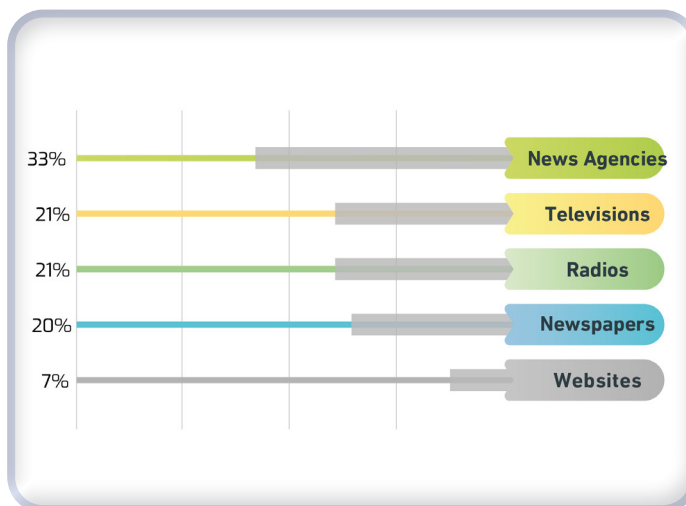 33% News Agencies
21% Televisions
21% Radios
20% Newspapers
7% Websites